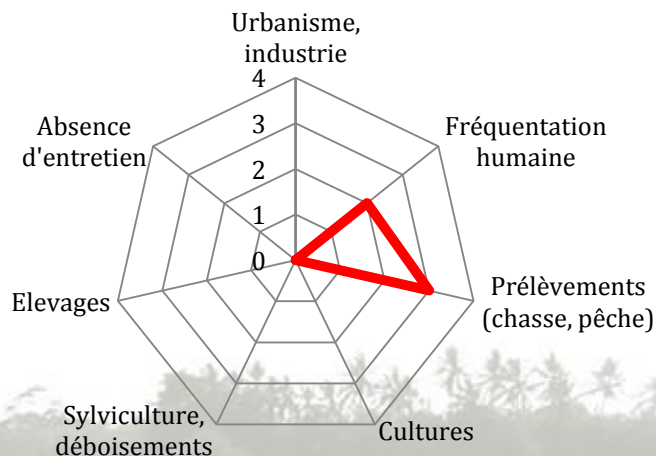 Urbanisme,
industrie
4
3
2
1
0
Fréquentation
humaine
Prélèvements
(chasse, pêche)
Cultures
Sylviculture,
déboisements
Elevages
Absence
d'entretien